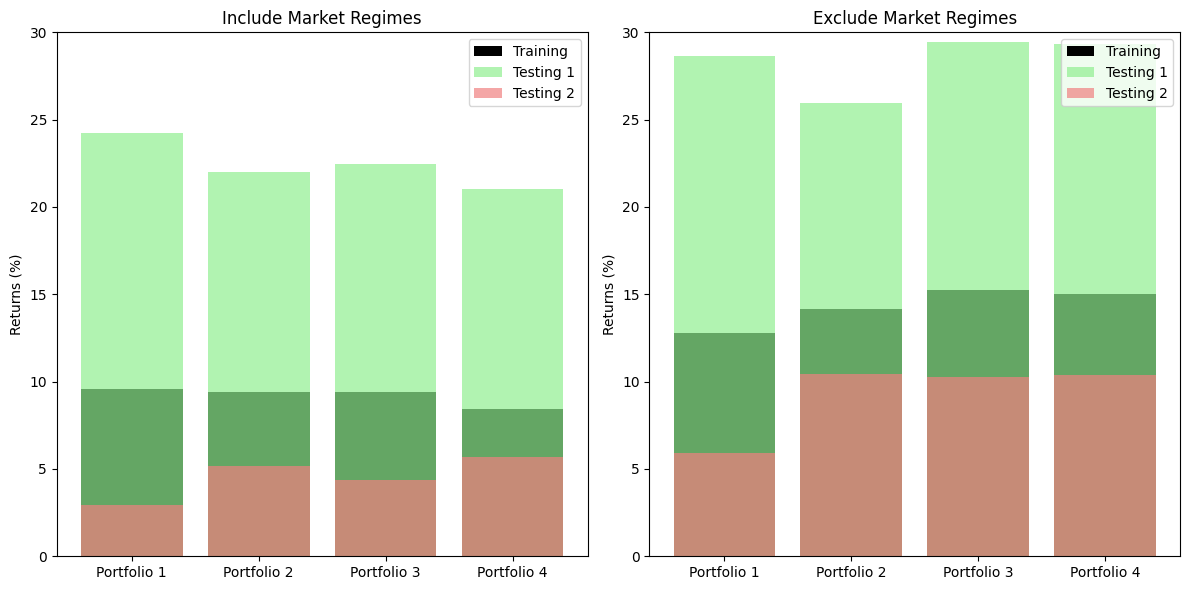 Include Market Regimes
Returns (%)
30
25
20
15
10
5
0
Training
Testing 1
Testing 2
Portfolio 1
Portfolio 2
Portfolio 3
Portfolio 4
Exclude Market Regimes
Returns (%)
30
25
20
15
10
5
0
Training
Testing 1
Testing 2
Portfolio 1
Portfolio 2
Portfolio 3
Portfolio 4